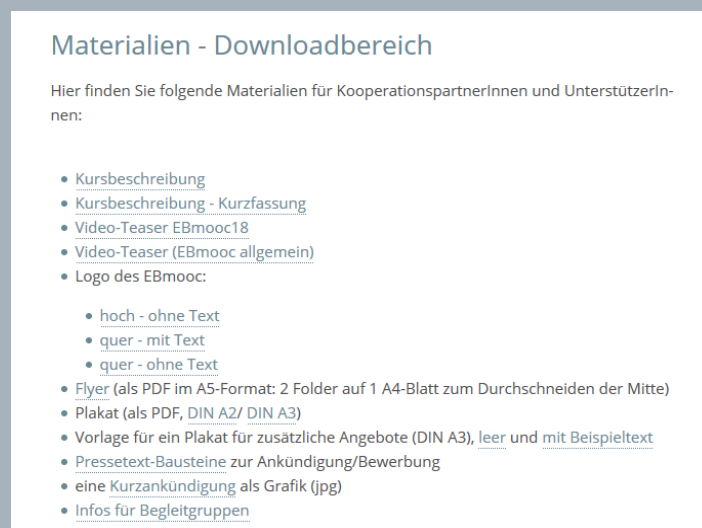 Materialien - Downloadbereich
Hier finden Sie folgende Materialien für KooperationspartnerInnen und UnterstützerIn-
nen:
• Kursbeschreibung
• Kursbeschreibung - Kurzfassung
• Video-Teaser EBmooc18
• Video-Teaser (EBmooc allgemein)
• Logo des EBmooc:
• hoch - ohne Text
• quer - mit Text
• quer - ohne Text
• Flyer (als PDF im A5-Format: 2 Folder auf 1 A4-Blatt zum Durchschneiden der Mitte)
• Plakat (als PDF, DIN A2/ DIN A3)
• Vorlage für ein Plakat für zusätzliche Angebote (DIN A3), leer und mit Beispieltext
• Pressetext-Bausteine zur Ankündigung/Bewerbung
• eine Kurzankündigung als Grafik (jpg)
• Infos für Begleitgruppen